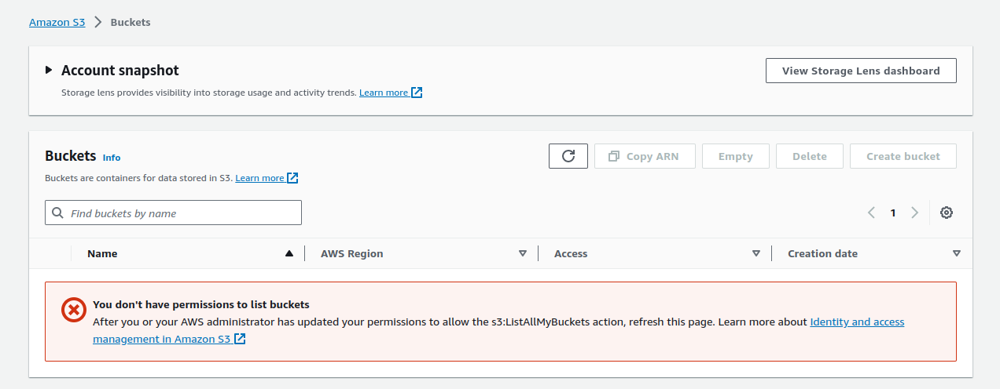 Amazon S3 > Buckets
Account snapshot
View Storage Lens dashboard
Storage lens provides visibility into storage usage and activity trends. Learn more
Buckets Info
Copy ARN
Empty
Delete
Create bucket
Buckets are containers for data stored in S3. Learn more
Find buckets by name
1
Name
AWS Region
Access
Creation date
You don't have permissions to list buckets
After you or your AWS administrator has updated your permissions to allow the s3:ListAllMyBuckets action, refresh this page. Learn more about Identity and access
management in Amazon S3